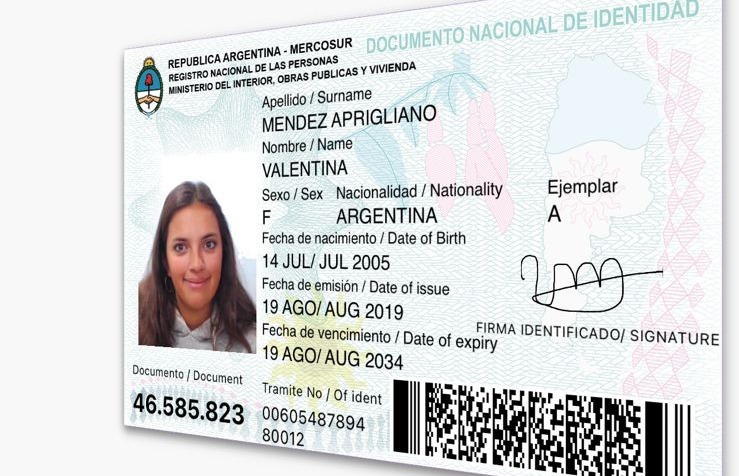 DOCUMENTO NACIONAL DE IDENTIDAD
REPUBLICA ARGENTINA - MERCOSUR
REGISTRO NACIONAL DE LAS PERSONAS
MINISTERIO DEL INTERIOR, OBRAS PUBLICAS Y VIVIENDA
Apellido / Surname
MENDEZ APRIGLIANO
Nombre / Name
VALENTINA
Sexo / Sex Nacionalidad / Nationality
F ARGENTINA
Ejemplar
A
Fecha de nacimiento / Date of Birth
14 JUL/ JUL 2005
Fecha de emisión / Date of issue
19 AGO/ AUG 2019
Fecha de vencimiento / Date of expiry
19 AGO/ AUG 2034
FIRMA IDENTIFICADO/ SIGNATURE
Documento / Document
46.585.823
Tramite No / Of ident
00605487894
80012